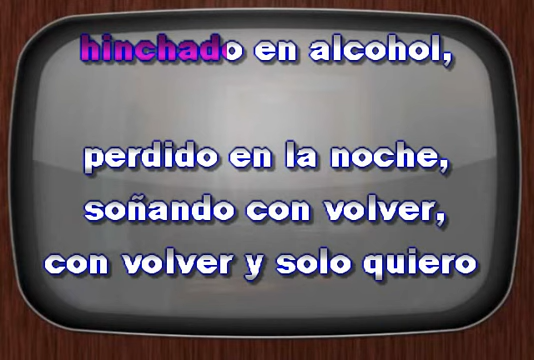 hinchado en alcohol,
perdido en la noche,
soñando con volver,
con volver y solo quiero